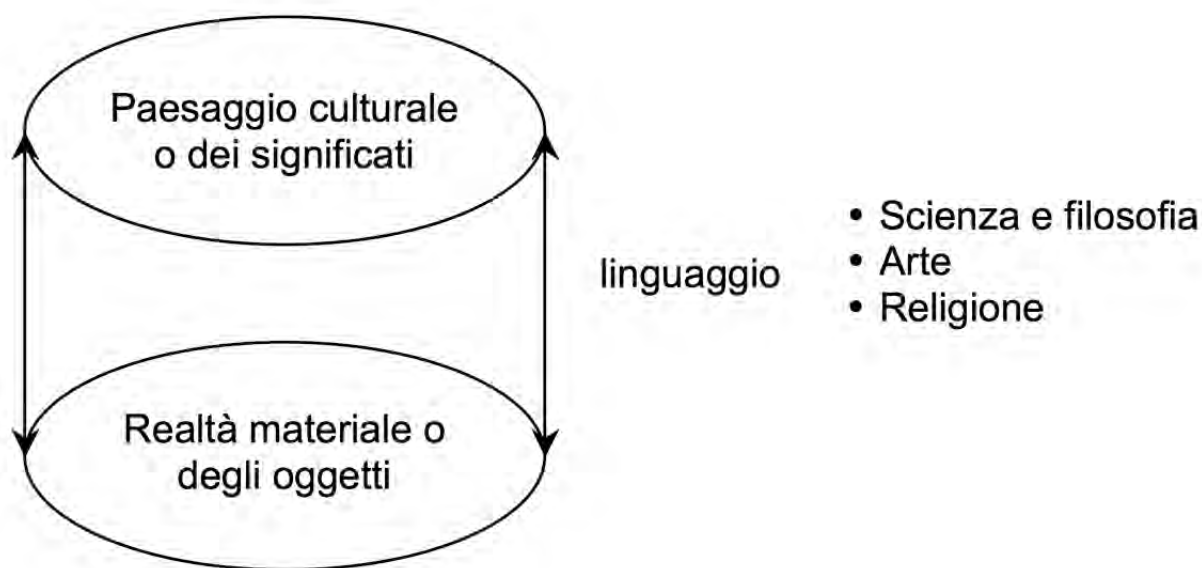 Paesaggio culturale
o dei significati
linguaggio
• Scienza e filosofia
• Arte
• Religione
Realtà materiale o
degli oggetti